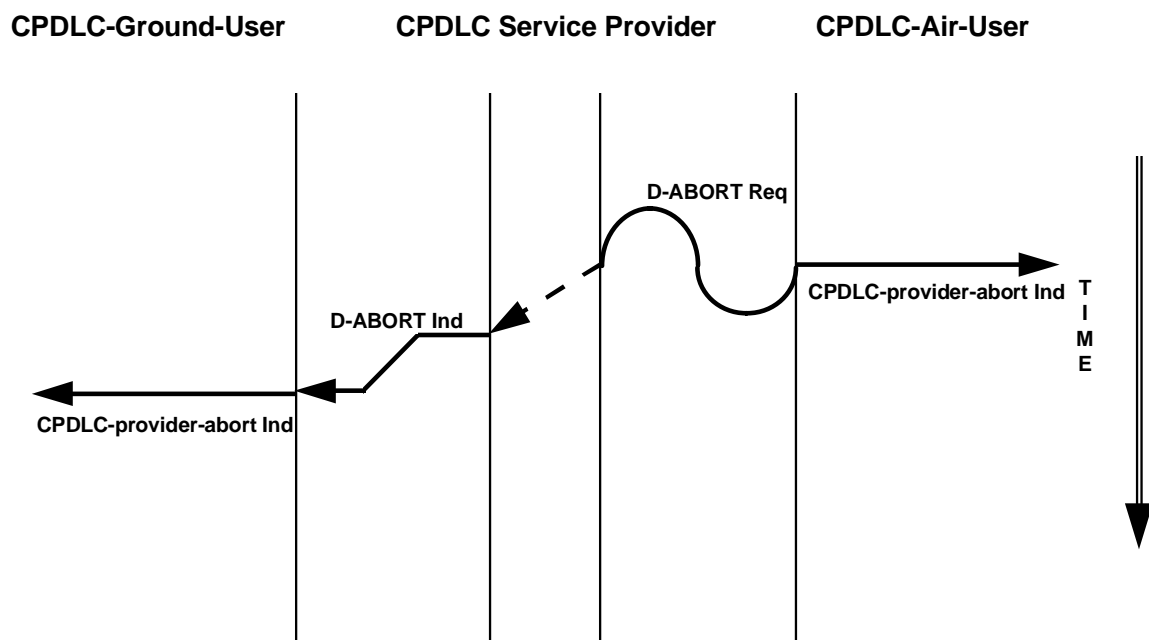 CPDLC-Ground-User CPDLC Service Provider CPDLC-Air-User
D-ABORT Req
CPDLC-provider-abort Ind
T
I
M
E
D-ABORT Ind
CPDLC-provider-abort Ind